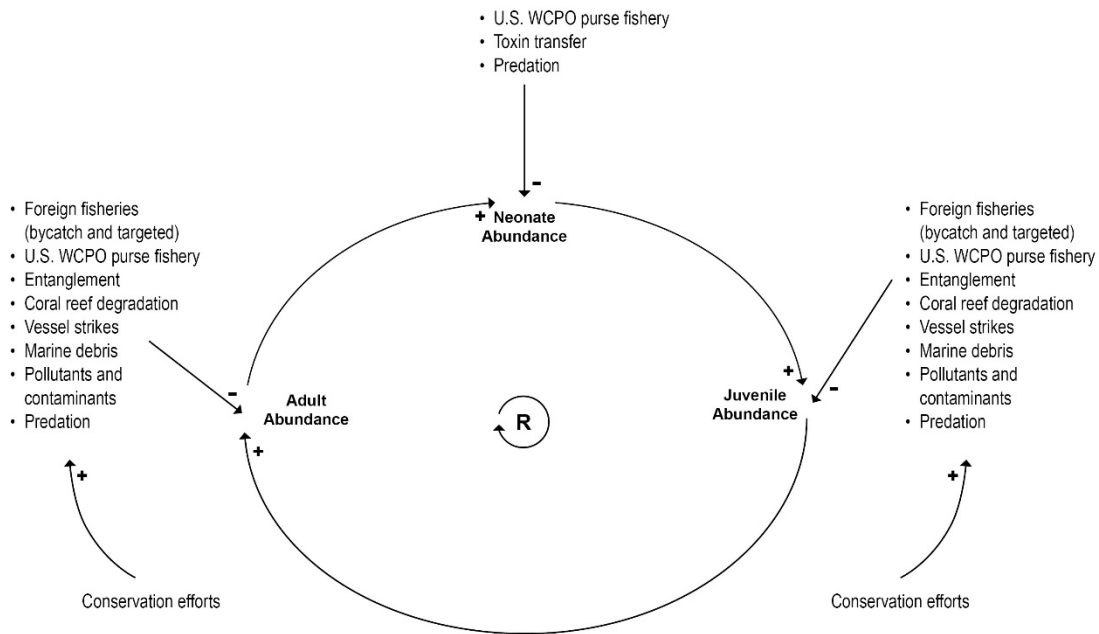 • U.S. WCPO purse fishery
• Toxin transfer
• Predation
-
+ Neonate
Abundance
• Foreign fisheries
(bycatch and targeted)
• U.S. WCPO purse fishery
• Entanglement
• Coral reef degradation
• Vessel strikes
• Marine debris
• Pollutants and
contaminants
• Predation
-
Adult
Abundance
+
R
+
Juvenile
Abundance
-
• Foreign fisheries
(bycatch and targeted)
• U.S. WCPO purse fishery
• Entanglement
• Coral reef degradation
• Vessel strikes
• Marine debris
• Pollutants and
contaminants
• Predation
+
Conservation efforts
+
Conservation efforts